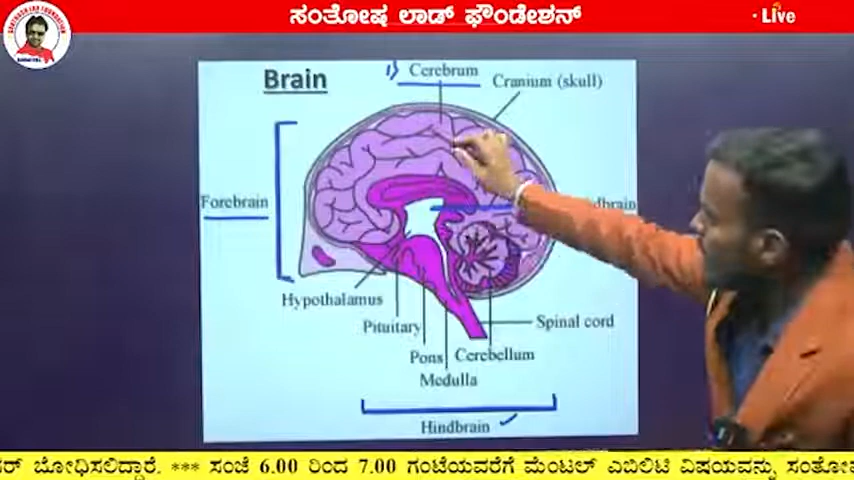 ಸಂತೋಷ ಲಾಡ್ ಫೌಂಡೇಶನ್
Live
Brain
1) Cerebrum
Cranium (skull)
Forebrain
Hypothalamus
Pituitary
Spinal cord
Pons
Cerebellum
Medulla
Hindbrain
ರ್ ಬೋಧಿಸಲಿದ್ದಾರೆ. *** ಸಂಜೆ 6.00 ರಿಂದ 7.00 ಗಂಟೆಯವರೆಗೆ ಮೆಂಟಲ್ ಎಬಿಲಿಟಿ ವಿಷಯವನ್ನು ಸಂತೋ